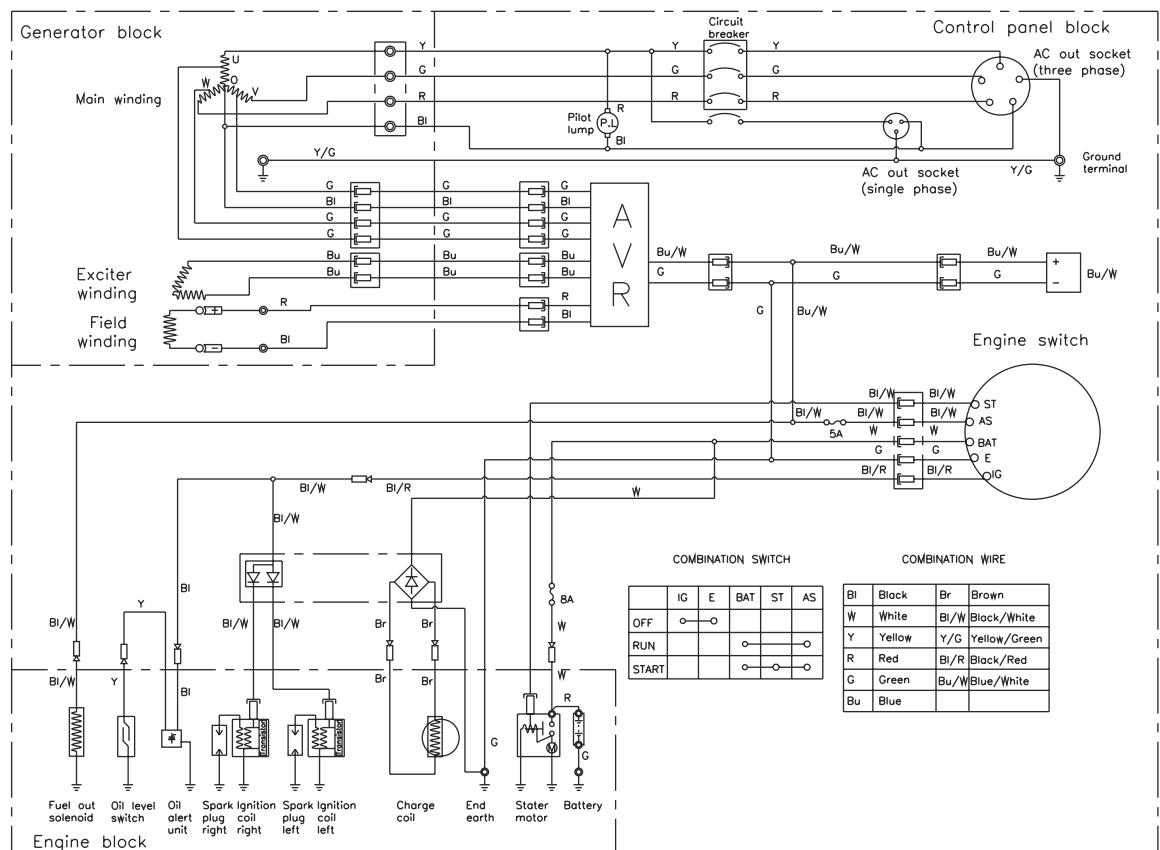 Generator block
Control panel block
Circuit
breaker
AC out socket
(three phase)
Main winding
U
W
O
V
Y
Y
Y
G
G
G
R
R
R
Bl
Pilot
lump
R
P.L
Bl
Y/G
AC out socket
(single phase)
Y/G
Ground
terminal
G
G
G
Bl
Bl
Bl
G
G
G
G
G
G
Bu
Bu
Bu
Bu
Bu
Bu
AVR
Exciter
winding
Field
winding
+
R
R
−
Bl
Bl
Bu/W
Bu/W
Bu/W
G
G
G
+
−
Bu/W
G
Bu/W
Engine switch
Bl/W
Bl/W
ST
Bl/W
Bl/W
Bl/W
AS
5A
W
W
BAT
G
G
E
Bl/R
Bl/R
IG
Bl/W
Bl/R
W
Bl/W
Bl
Y
8A
Bl/W
Bl/W
Bl/W
Br
Br
W
Bl/W
Y
Bl
Br
Br
W
R
G
G
Transistor
Transistor
M
COMBINATION SWITCH
IG E BAT ST AS
OFF
RUN
START
COMBINATION WIRE
Bl Black Br Brown
W White Bl/W Black/White
Y Yellow Y/G Yellow/Green
R Red Bl/R Black/Red
G Green Bu/W Blue/White
Bu Blue
Fuel out
solenoid
Oil level
switch
Oil
alert
unit
Spark
plug
right
Ignition
coil
right
Spark
plug
left
Ignition
coil
left
Charge
coil
End
earth
Stater
motor
Battery
Engine block